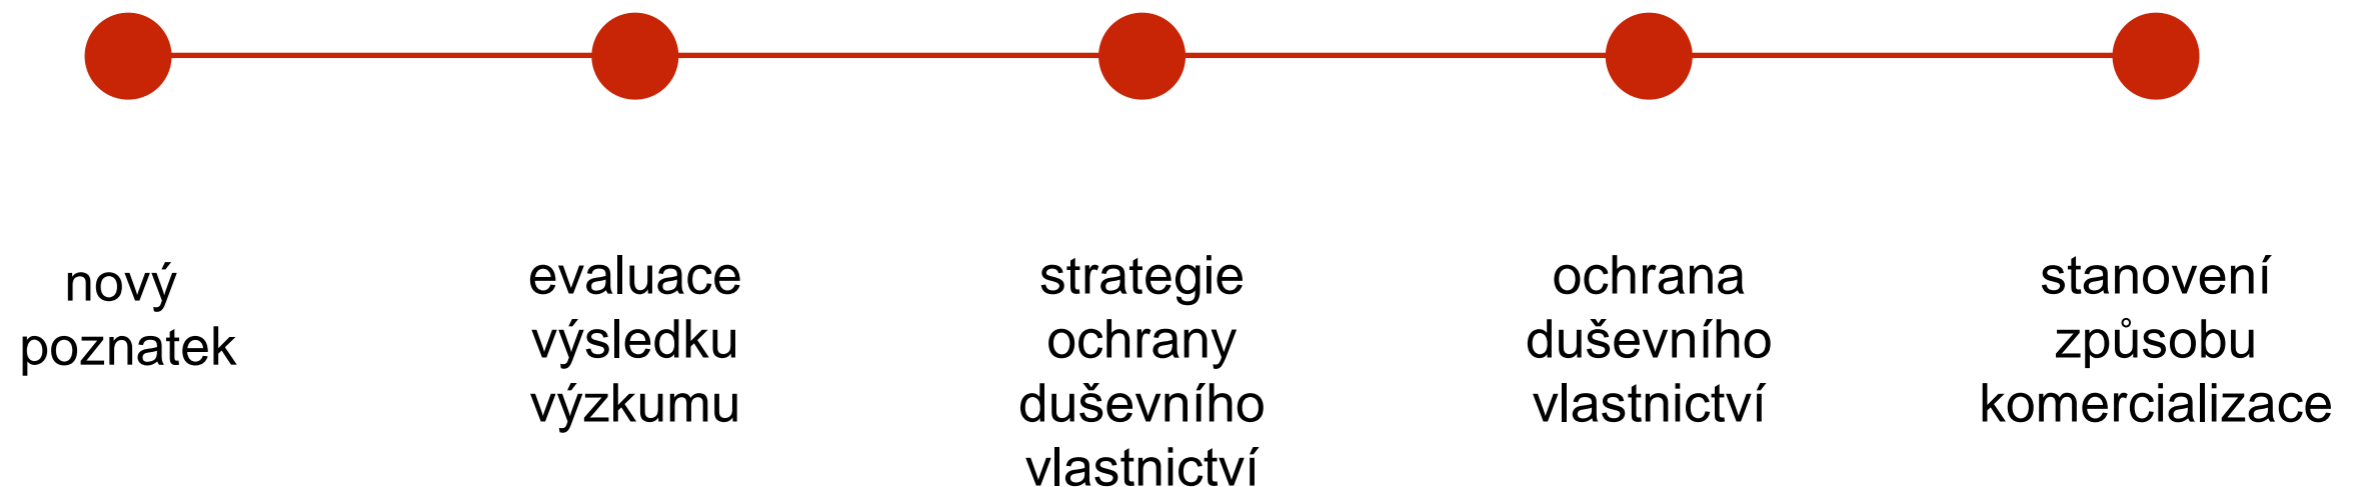 nový
poznatek
evaluace
výsledku
výzkumu
strategie
ochrany
duševního
vlastnictví
ochrana
duševního
vlastnictví
stanovení
způsobu
komercializace